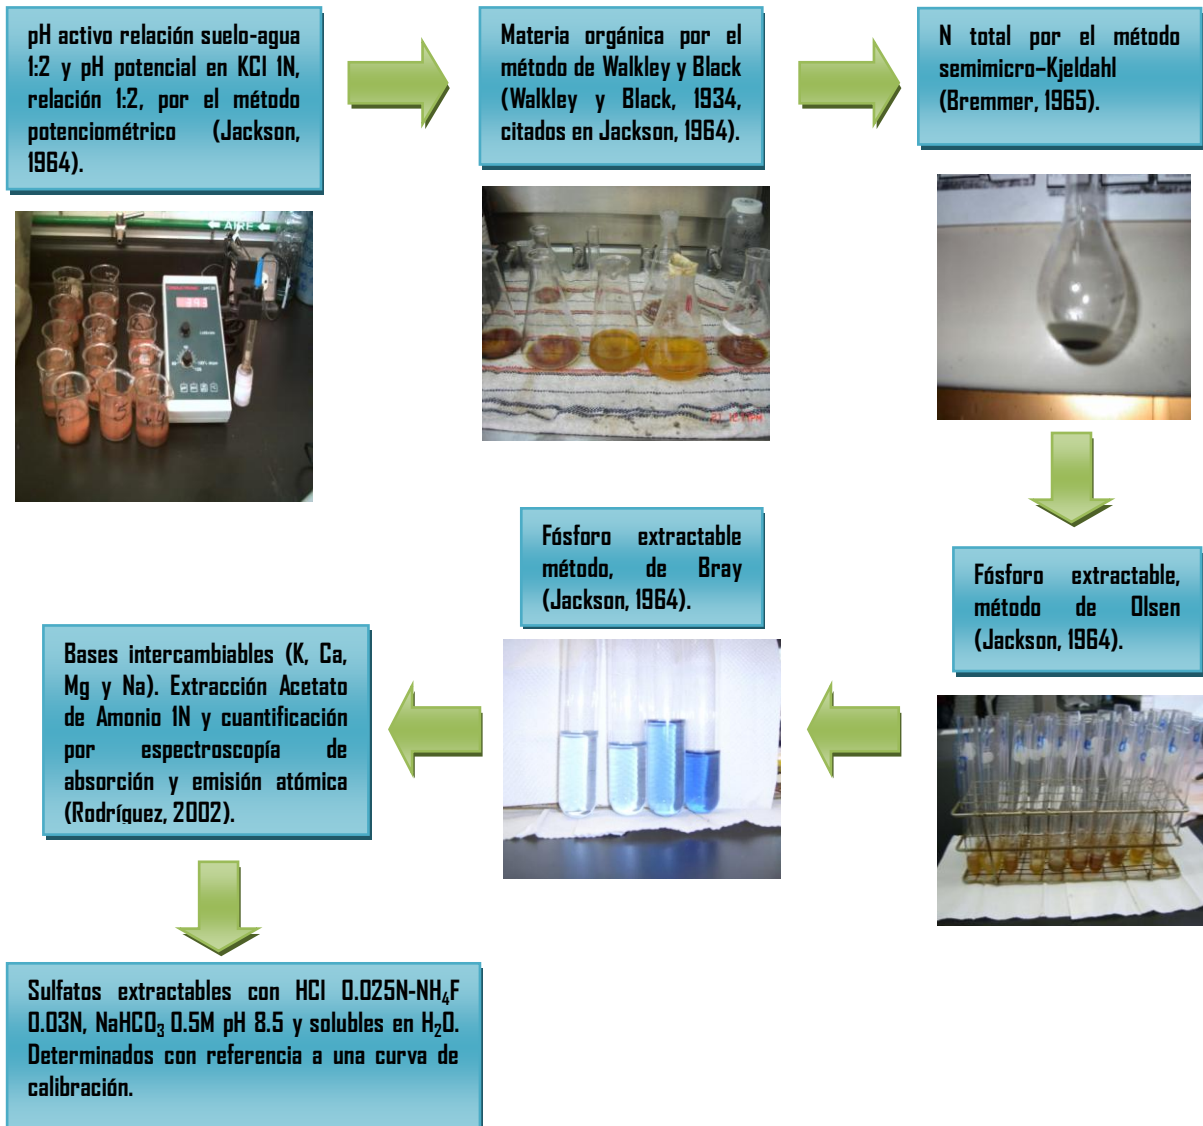 pH activo relación suelo-agua
1:2 y pH potencial en KCl 1N,
relación 1:2, por el método
potenciométrico (Jackson,
1964).
Materia orgánica por el
método de Walkley y Black
(Walkley y Black, 1934,
citados en Jackson, 1964).
N total por el método
semimicro-Kjeldahl
(Bremmer, 1965).
← AIRE ←
Fósforo extractable,
método de Olsen
(Jackson, 1964).
Fósforo extractable
método, de Bray
(Jackson, 1964).
Bases intercambiables (K, Ca,
Mg y Na). Extracción Acetato
de Amonio 1N y cuantificación
por espectroscopía de
absorción y emisión atómica
(Rodríguez, 2002).
Sulfatos extractables con HCl 0.025N-NH₄F
0.03N, NaHCO₃ 0.5M pH 8.5 y solubles en H₂O.
Determinados con referencia a una curva de
calibración.